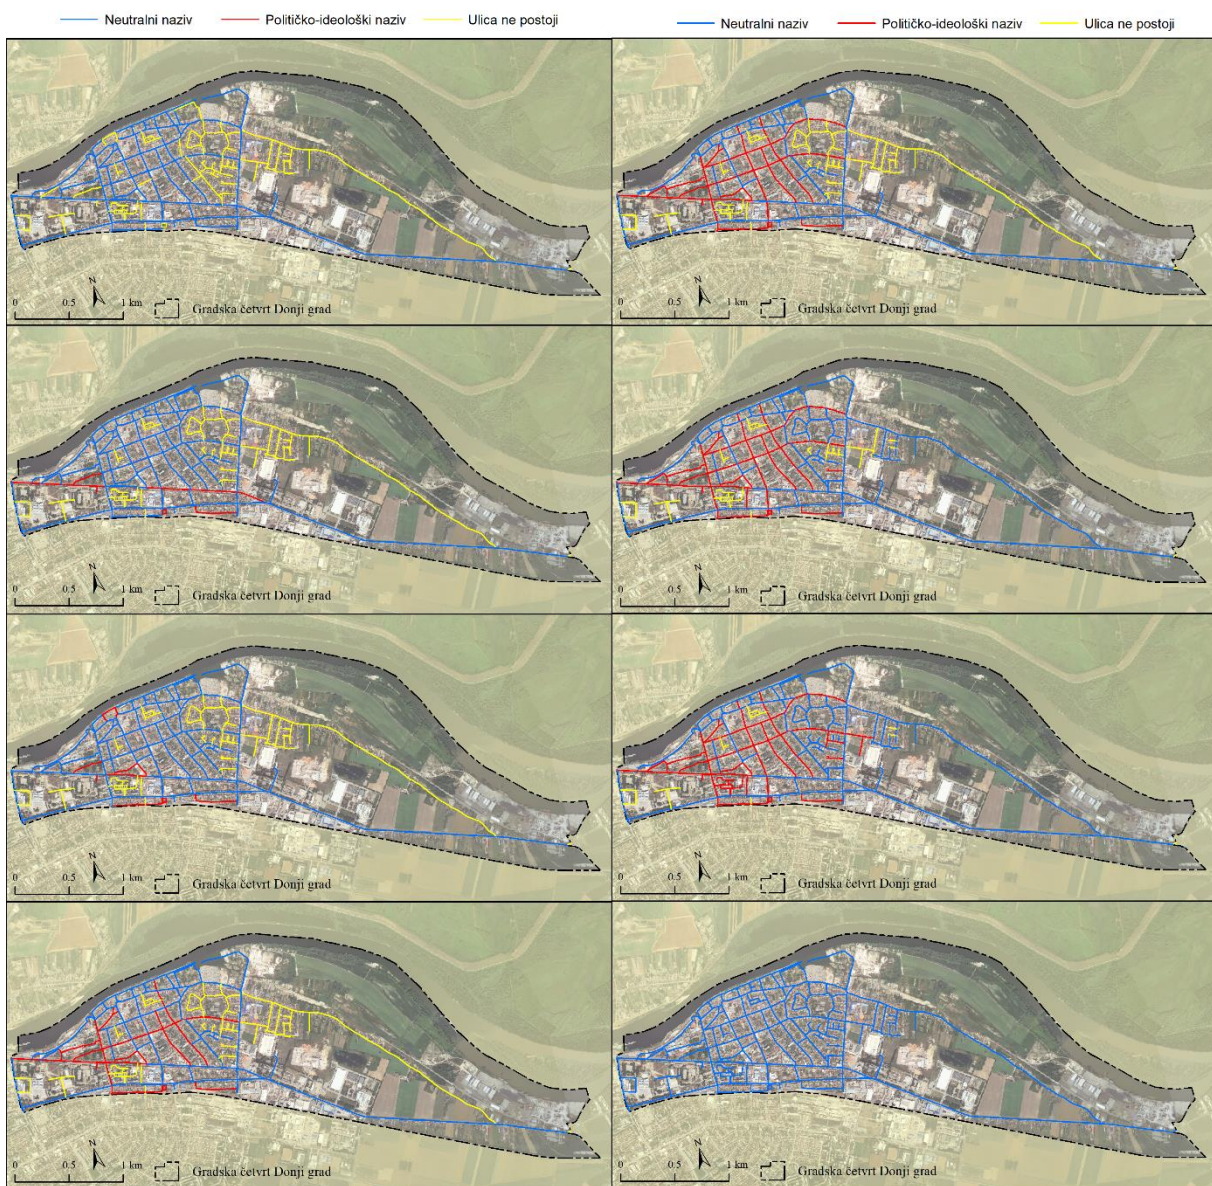 Neutralni naziv Političko-ideološki naziv Ulica ne postoji
Neutralni naziv Političko-ideološki naziv Ulica ne postoji
N
0 0.5 1 km Gradska četvrt Donji grad
N
0 0.5 1 km Gradska četvrt Donji grad
N
0 0.5 1 km Gradska četvrt Donji grad
N
0 0.5 1 km Gradska četvrt Donji grad
N
0 0.5 1 km Gradska četvrt Donji grad
N
0 0.5 1 km Gradska četvrt Donji grad
N
0 0.5 1 km Gradska četvrt Donji grad
N
0 0.5 1 km Gradska četvrt Donji grad